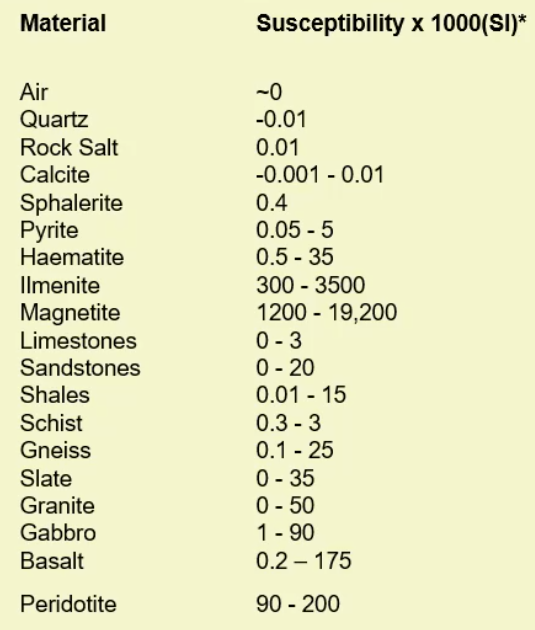 Material Susceptibility x 1000(SI)*
Air ~0
Quartz -0.01
Rock Salt 0.01
Calcite -0.001 - 0.01
Sphalerite 0.4
Pyrite 0.05 - 5
Haematite 0.5 - 35
Ilmenite 300 - 3500
Magnetite 1200 - 19,200
Limestones 0 - 3
Sandstones 0 - 20
Shales 0.01 - 15
Schist 0.3 - 3
Gneiss 0.1 - 25
Slate 0 - 35
Granite 0 - 50
Gabbro 1 - 90
Basalt 0.2 – 175
Peridotite 90 - 200